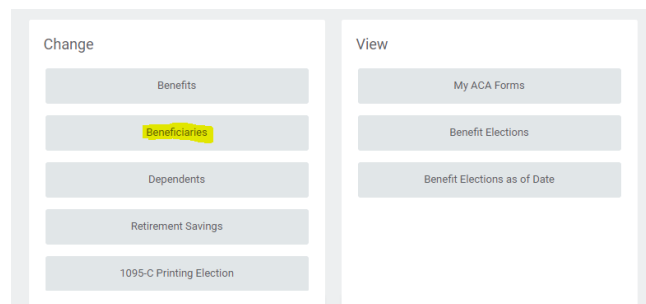 Change
Benefits
Beneficiaries
Dependents
Retirement Savings
1095-C Printing Election
View
My ACA Forms
Benefit Elections
Benefit Elections as of Date